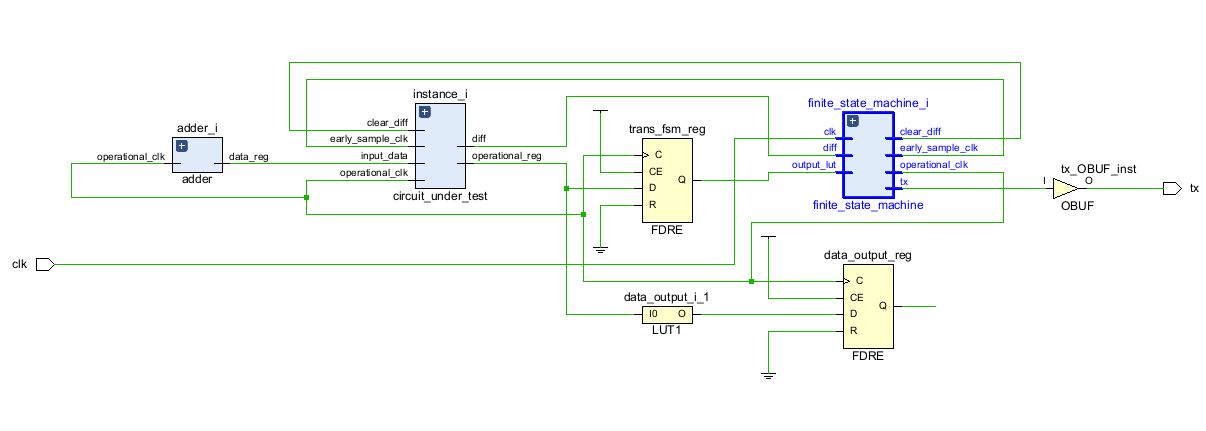 instance_i
clear_diff
early_sample_clk
input_data
operational_clk
diff
operational_reg
circuit_under_test
adder_i
operational_clk
data_reg
adder
trans_fsm_reg
C
CE
D
R
Q
FDRE
finite_state_machine_i
clk
diff
output_lut
clear_diff
early_sample_clk
operational_clk
tx
finite_state_machine
tx_OBUF_inst
I
O
OBUF
tx
clk
data_output_i_1
I0
O
LUT1
data_output_reg
C
CE
D
R
Q
FDRE